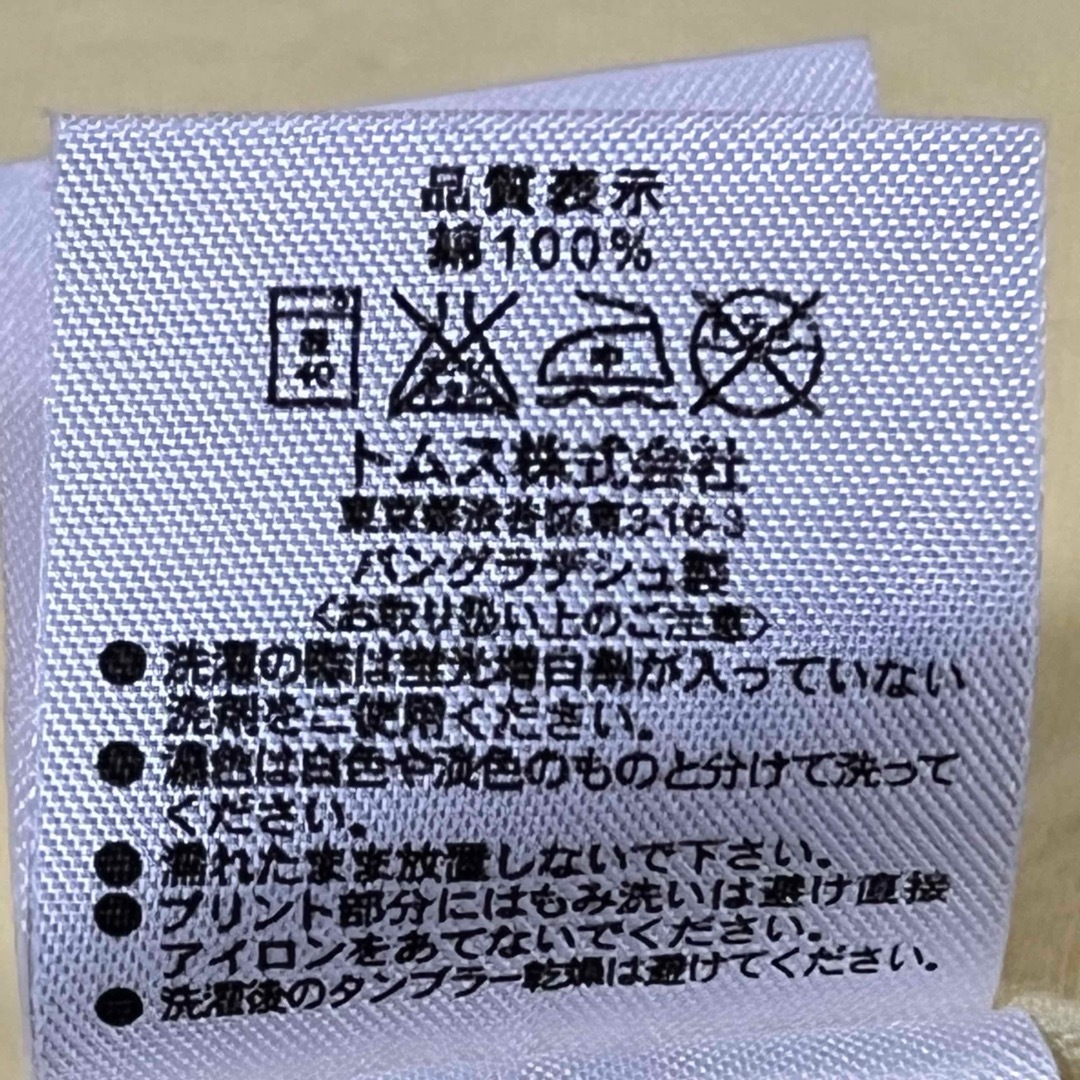 品質表示
綿100%
40
中
トムス株式会社
東京都渋谷区東3-16-3
バングラデシュ製
<お取り扱い上のご注意>
● 洗濯の際は蛍光増白剤が入っていない
洗剤をご使用ください。
● 濃色は白色や淡色のものと分けて洗って
ください。
● 濡れたまま放置しないで下さい。
● プリント部分にはもみ洗いは避け直接
アイロンをあてないでください。
● 洗濯後のタンブラー乾燥は避けてください。